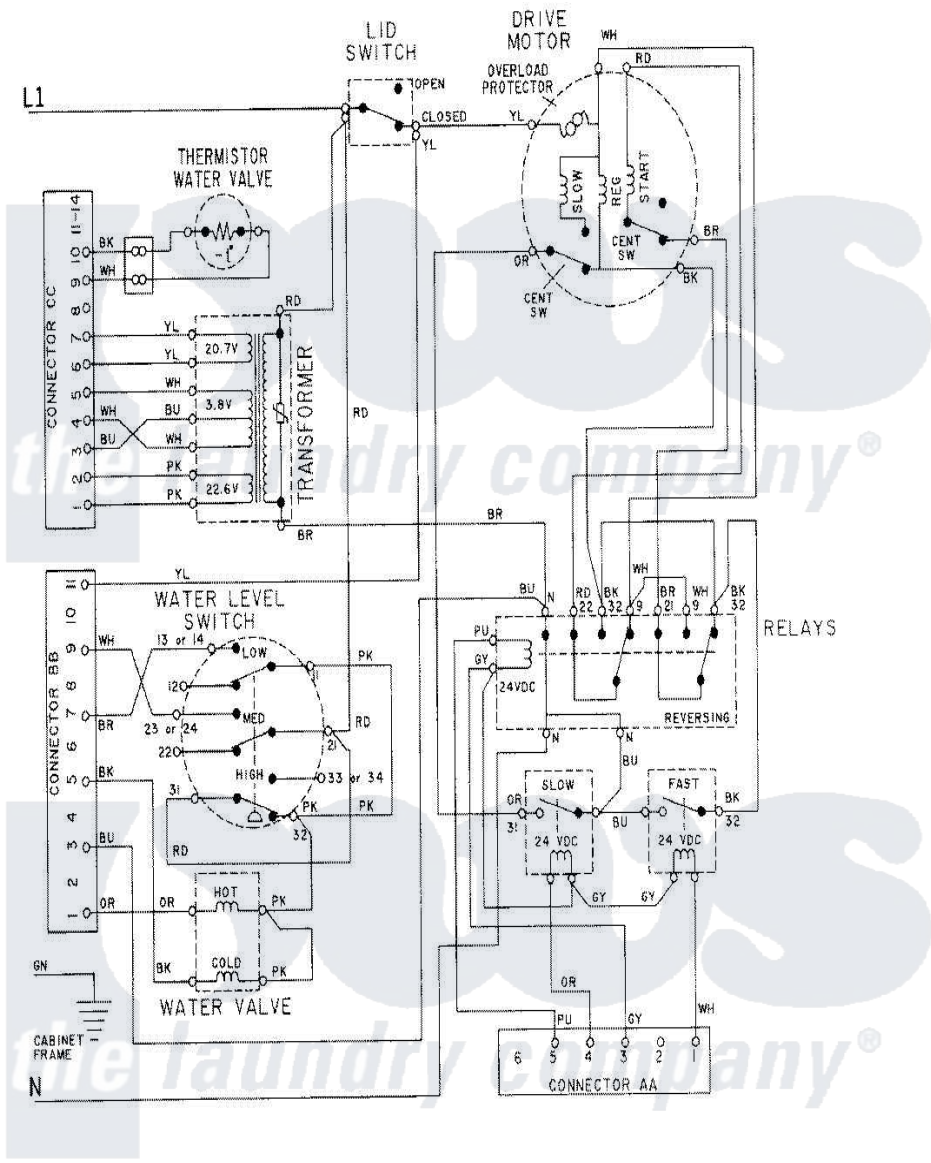 LID
SWITCH
DRIVE
MOTOR
WH
RD
OVERLOAD
PROTECTOR
OPEN
L1
CLOSED
YL
YL
THERMISTOR
WATER VALVE
SLOW
REG
START
CENT
SW
BR
OR
BK
CENT
SW
-t°
CONNECTOR CC
11-14
10
9
8
7
6
5
4
3
2
1
BK
WH
RD
YL
YL
WH
WH
BU
BU
WH
PK
PK
20.7V
3.8V
22.6V
TRANSFORMER
RD
BR
BR
the laundry company®
CONNECTOR BB
11
10
9
8
7
6
5
4
3
2
1
YL
WATER LEVEL
SWITCH
WH
13 or 14
LOW
PK
12
BR
23 or 24
MED
RD
22
21
BK
HIGH
33 or 34
31
PK
PK
32
BU
RD
OR
OR
HOT
PK
BK
COLD
PK
WATER VALVE
GN
CABINET
FRAME
N
BU
N
RD
22
BK
32
WH
9
BR
21
WH
9
BK
32
RELAYS
PU
GY
24VDC
REVERSING
N
N
BU
SLOW
FAST
OR
31
BU
BK
32
24 VDC
24 VDC
GY
GY
OR
PU
GY
WH
6
5
4
3
2
1
CONNECTOR AA
the laundry company®